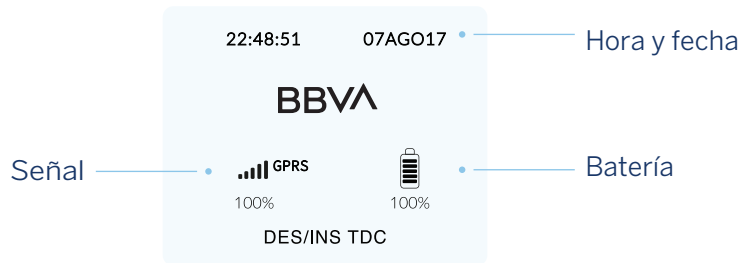 22:48:51 07AGO17 Hora y fecha
BBVA
Señal GPRS Batería
100% 100%
DES/INS TDC